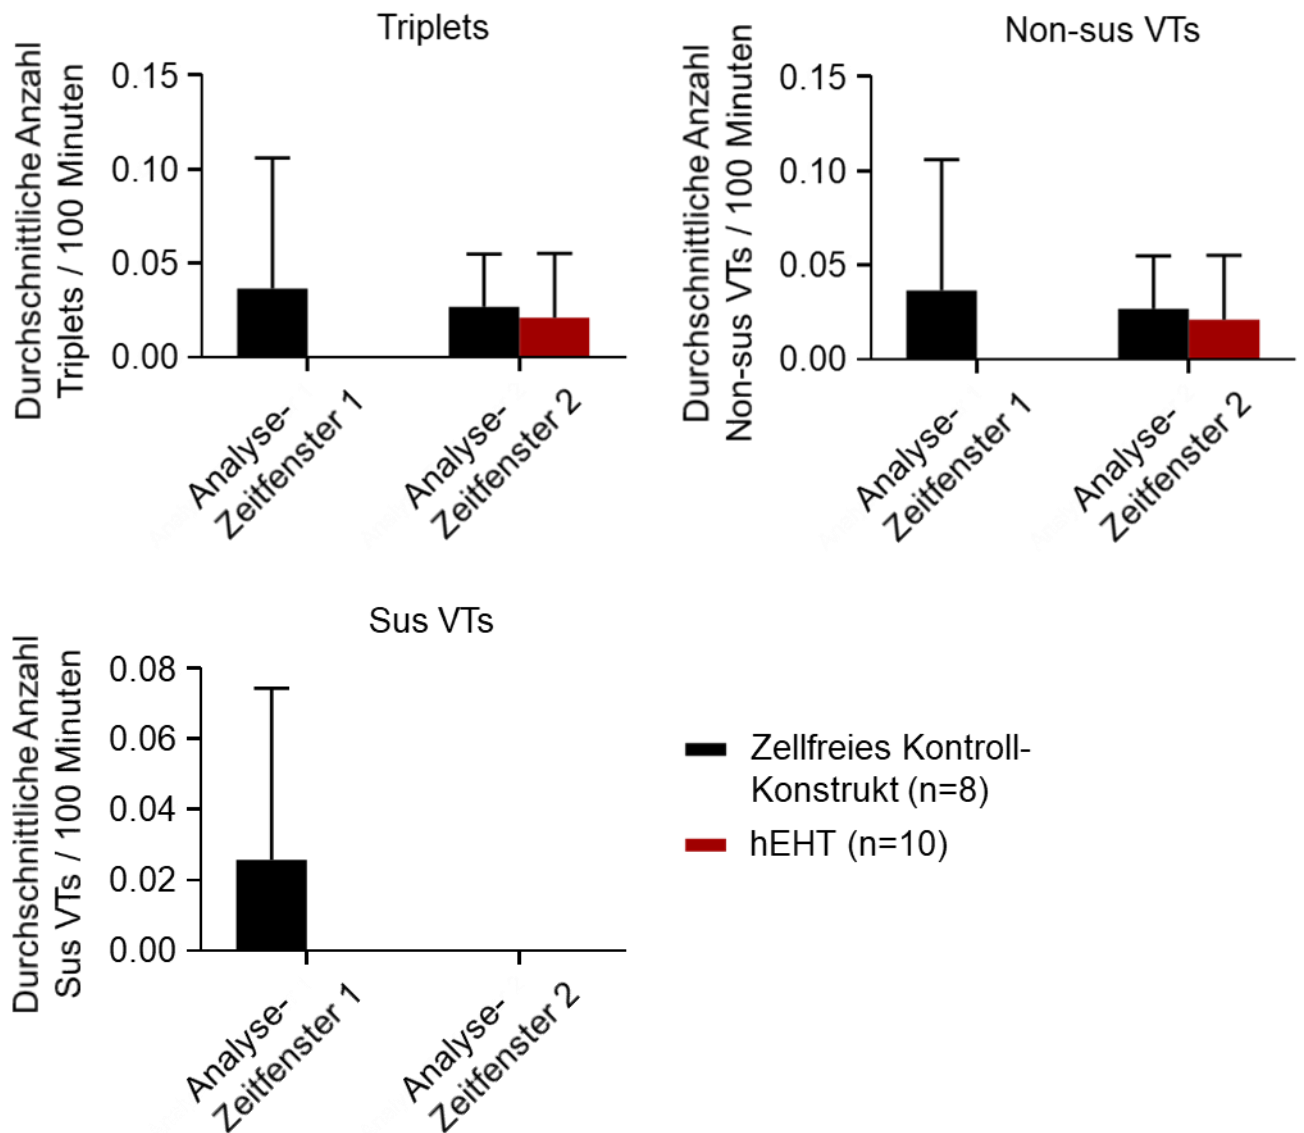 Triplets
Durchschnittliche Anzahl
Triplets / 100 Minuten
0.15
0.10
0.05
0.00
Analyse-
Zeitfenster 1
Analyse-
Zeitfenster 2
Non-sus VTs
Durchschnittliche Anzahl
Non-sus VTs / 100 Minuten
0.15
0.10
0.05
0.00
Analyse-
Zeitfenster 1
Analyse-
Zeitfenster 2
Sus VTs
Durchschnittliche Anzahl
Sus VTs / 100 Minuten
0.08
0.06
0.04
0.02
0.00
Analyse-
Zeitfenster 1
Analyse-
Zeitfenster 2
Zellfreies Kontroll-
Konstrukt (n=8)
hEHT (n=10)